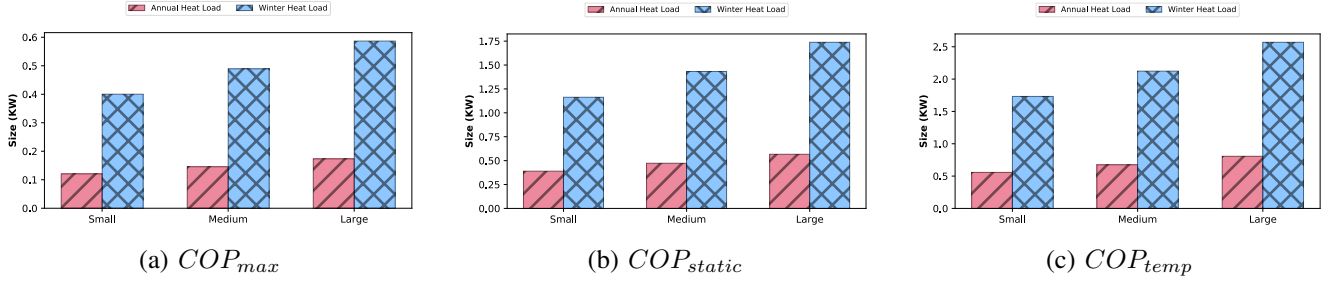 Annual Heat Load Winter Heat Load
Size (KW)
0.6
0.5
0.4
0.3
0.2
0.1
0.0
Small Medium Large
(a) COP_max
Annual Heat Load Winter Heat Load
Size (KW)
1.75
1.50
1.25
1.00
0.75
0.50
0.25
0.00
Small Medium Large
(b) COP_static
Annual Heat Load Winter Heat Load
Size (KW)
2.5
2.0
1.5
1.0
0.5
0.0
Small Medium Large
(c) COP_temp